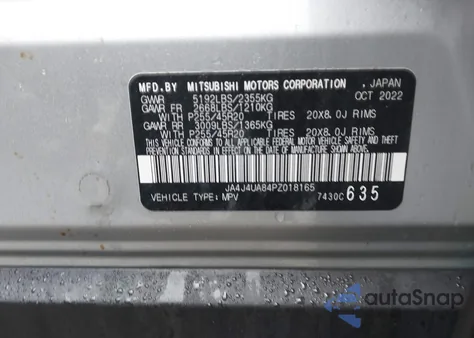 MFD.BY MITSUBISHI MOTORS CORPORATION , JAPAN
GVWR 5192LBS/2355KG OCT 2022
GAWR FR 2668LBS/1210KG
WITH P255/45R20 TIRES 20X8.0J RIMS
GAWR RR 3009LBS/1365KG
WITH P255/45R20 TIRES 20X8.0J RIMS
THIS VEHICLE CONFORMS TO ALL APPLICABLE FEDERAL MOTOR VEHICLE SAFETY AND THEFT PREVENTION STANDARDS IN EFFECT ON THE DATE OF MANUFACTURE SHOWN ABOVE.
JA4J4UA84PZ018165
VEHICLE TYPE: MPV 7430C 635
autoSnap